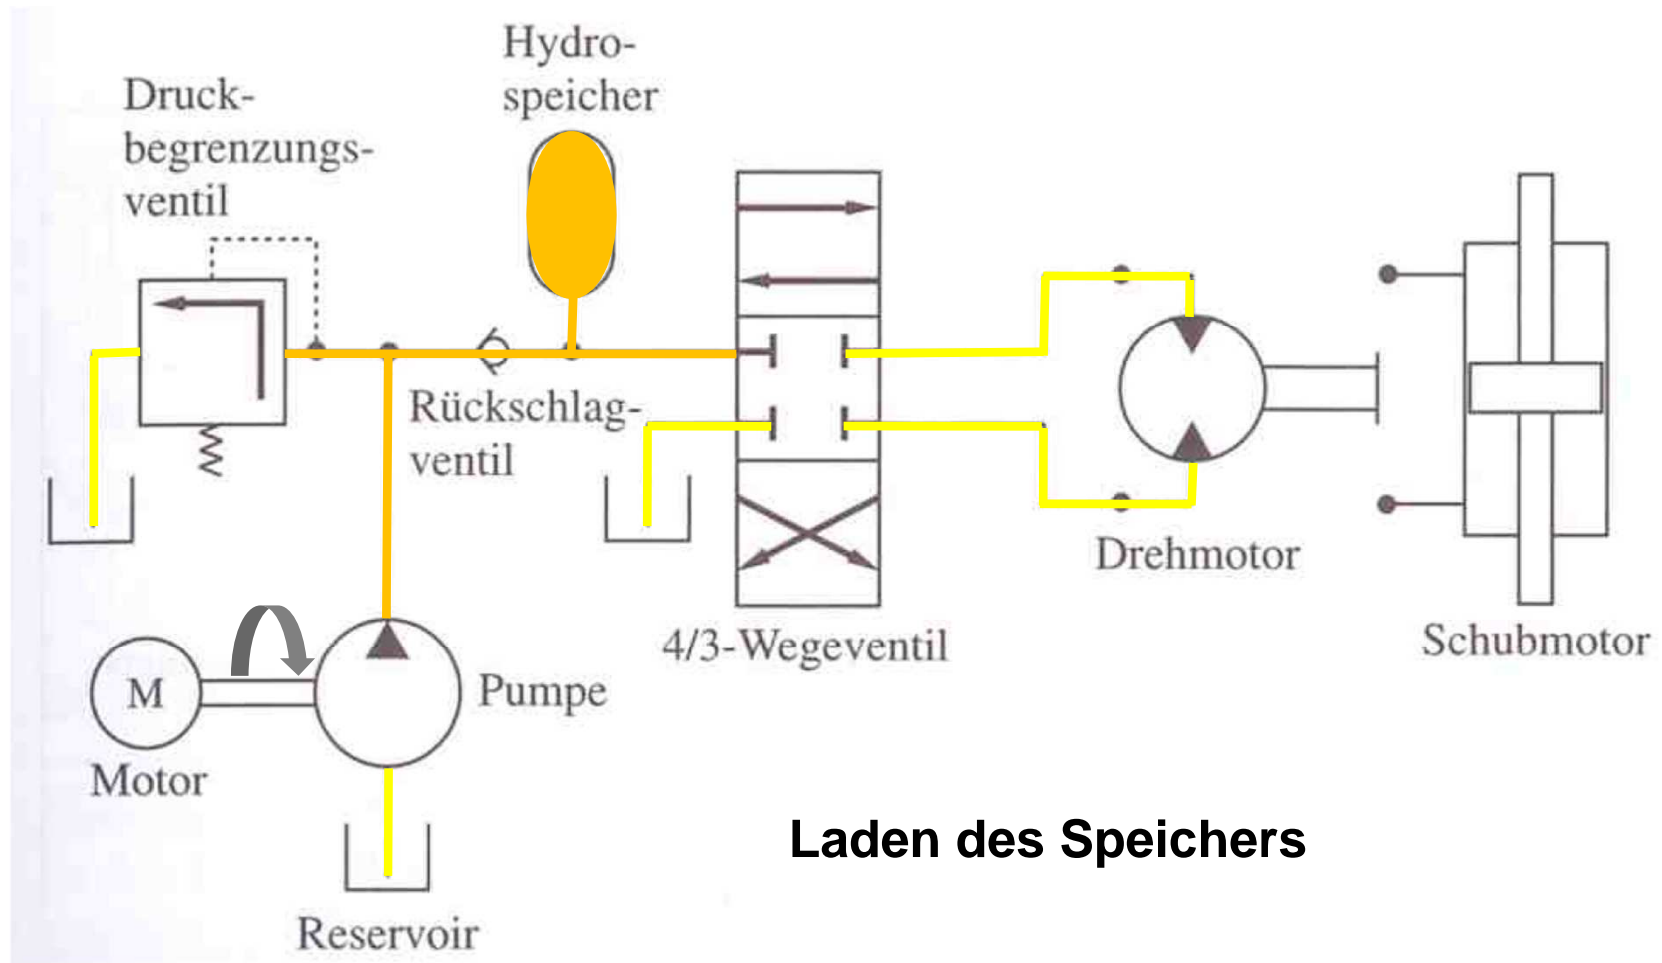 Hydro-
speicher
Druck-
begrenzungs-
ventil
Rückschlag-
ventil
Drehmotor
4/3-Wegeventil
Schubmotor
M
Pumpe
Motor
Laden des Speichers
Reservoir